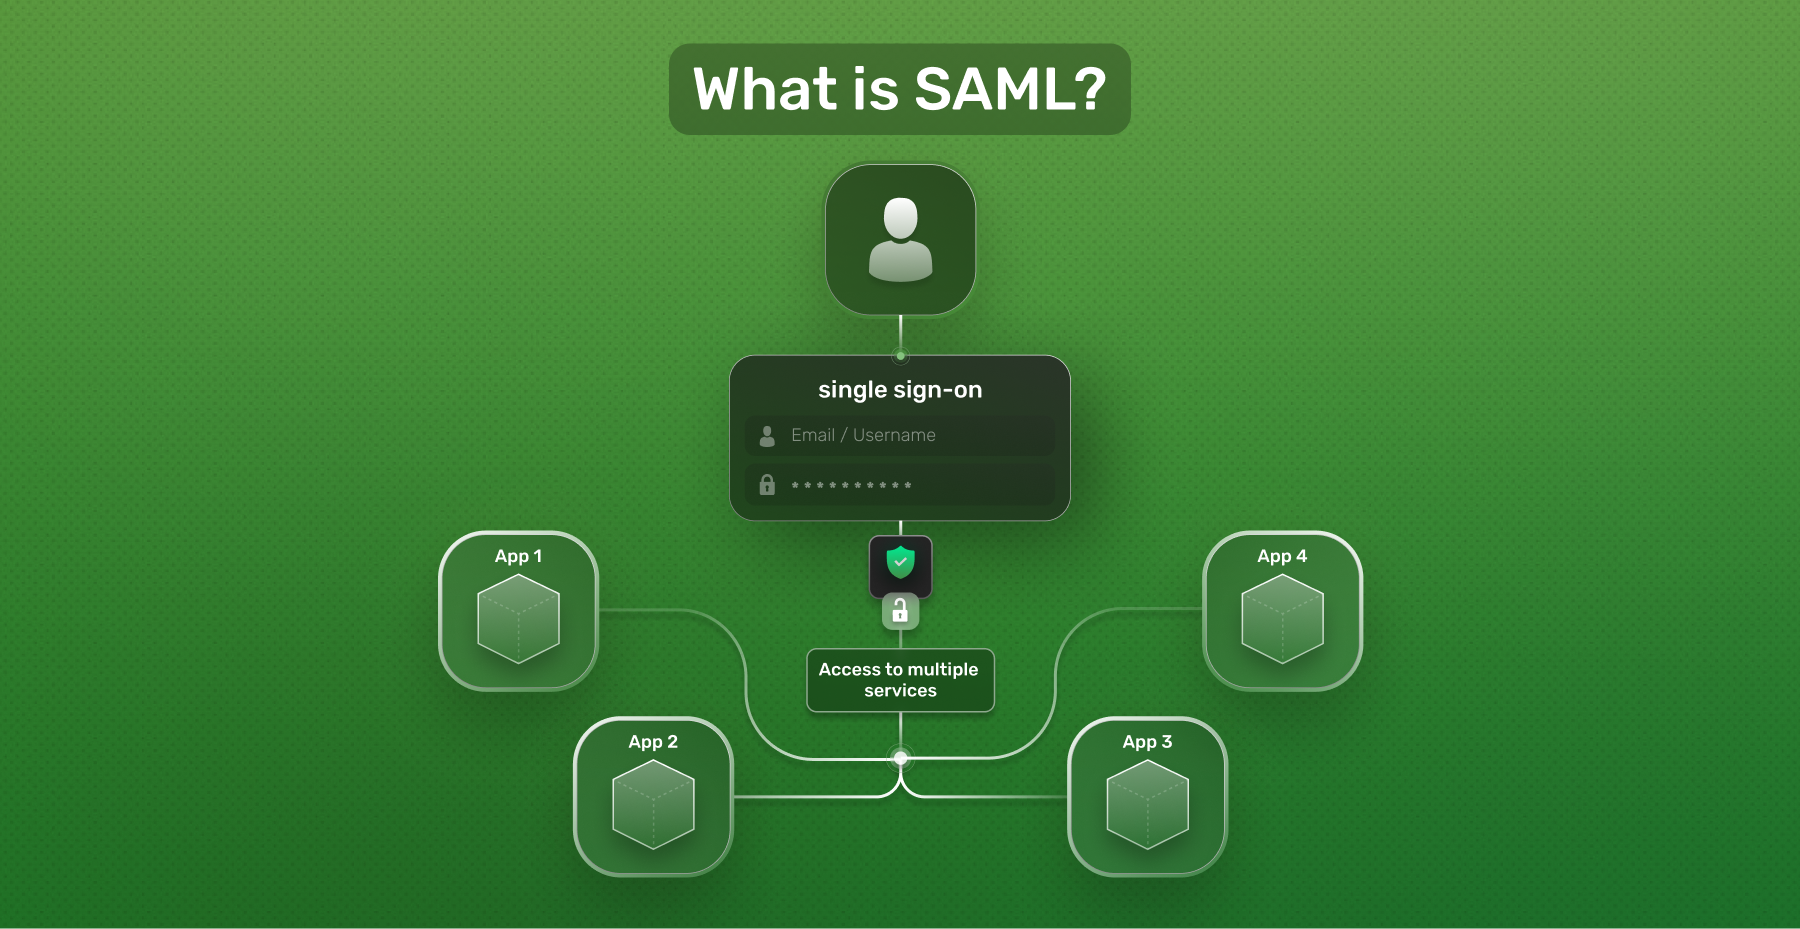 What is SAML?
single sign-on
Email / Username
**********
App 1
App 4
Access to multiple
services
App 2
App 3